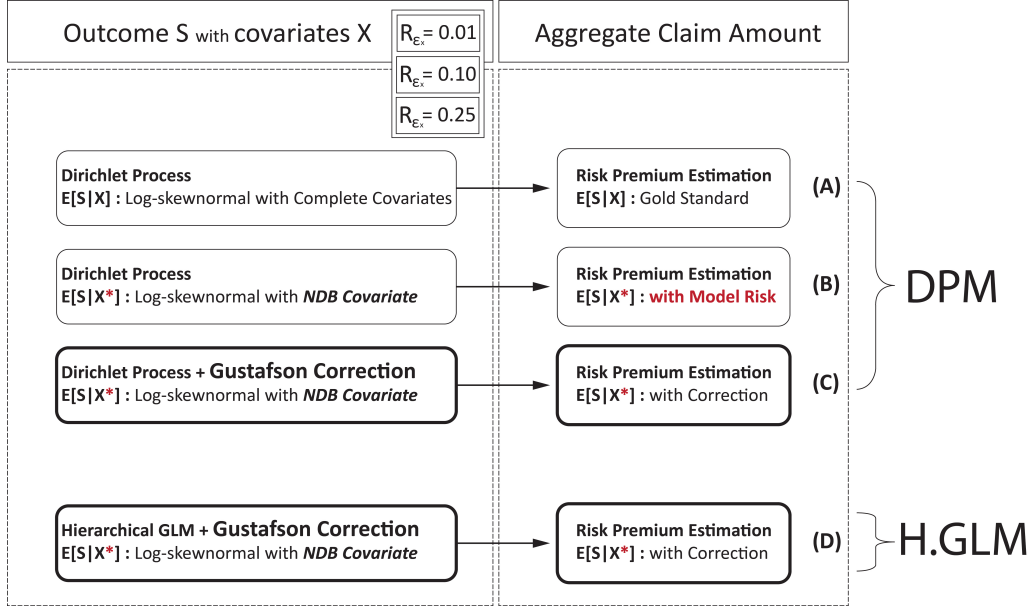 Outcome S with covariates X
Rεx= 0.01
Rεx= 0.10
Rεx= 0.25
Aggregate Claim Amount
Dirichlet Process
E[S|X] : Log-skewnormal with Complete Covariates
Risk Premium Estimation
E[S|X] : Gold Standard
(A)
Dirichlet Process
E[S|X*] : Log-skewnormal with NDB Covariate
Risk Premium Estimation
E[S|X*] : with Model Risk
(B)
DPM
Dirichlet Process + Gustafson Correction
E[S|X*] : Log-skewnormal with NDB Covariate
Risk Premium Estimation
E[S|X*] : with Correction
(C)
Hierarchical GLM + Gustafson Correction
E[S|X*] : Log-skewnormal with NDB Covariate
Risk Premium Estimation
E[S|X*] : with Correction
(D)
H.GLM